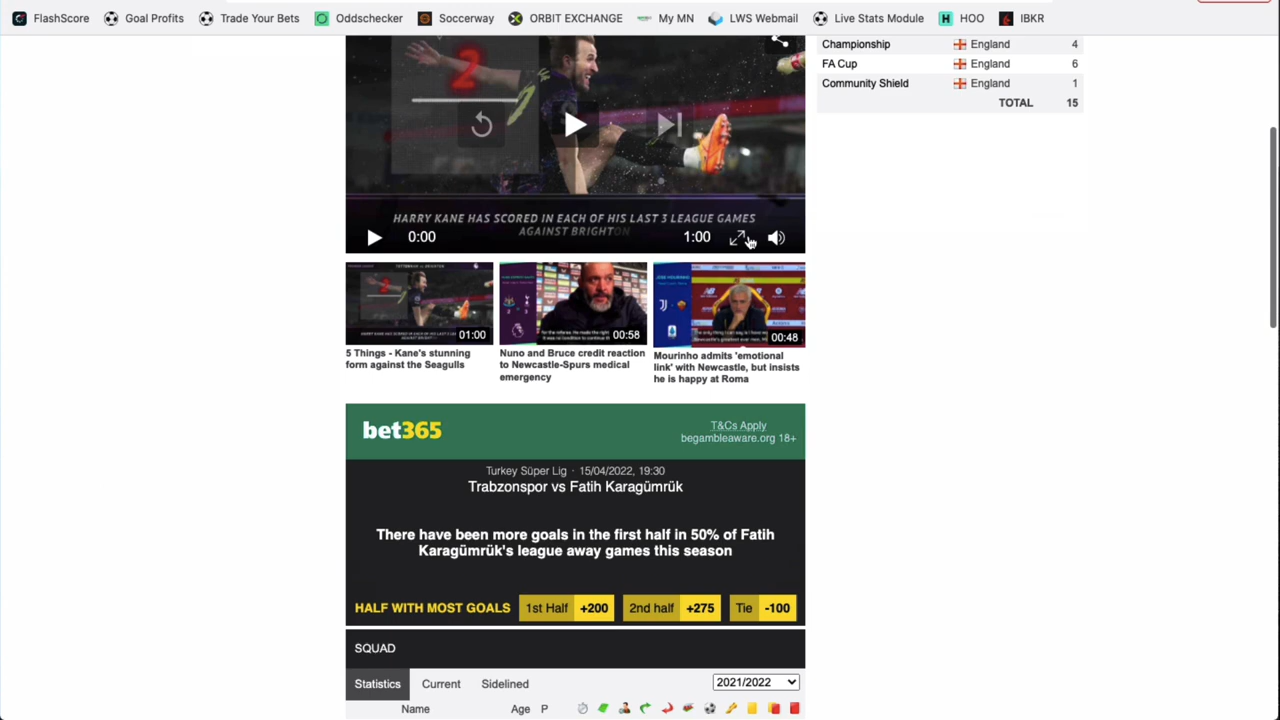 FlashScore Goal Profits Trade Your Bets Oddschecker Soccerway ORBIT EXCHANGE My MN LWS Webmail Live Stats Module HOO IBKR
Championship England 4
FA Cup England 6
Community Shield England 1
TOTAL 15
2
HARRY KANE HAS SCORED IN EACH OF HIS LAST 3 LEAGUE GAMES
AGAINST BRIGHTON
0:00 1:00
01:00
00:58
00:48
5 Things - Kane's stunning
form against the Seagulls
Nuno and Bruce credit reaction
to Newcastle-Spurs medical
emergency
Mourinho admits 'emotional
link' with Newcastle, but insists
he is happy at Roma
bet365
T&Cs Apply
begambleaware.org 18+
Turkey Süper Lig · 15/04/2022, 19:30
Trabzonspor vs Fatih Karagümrük
There have been more goals in the first half in 50% of Fatih
Karagümrük's league away games this season
HALF WITH MOST GOALS 1st Half +200 2nd half +275 Tie -100
SQUAD
Statistics Current Sidelined 2021/2022
Name Age P